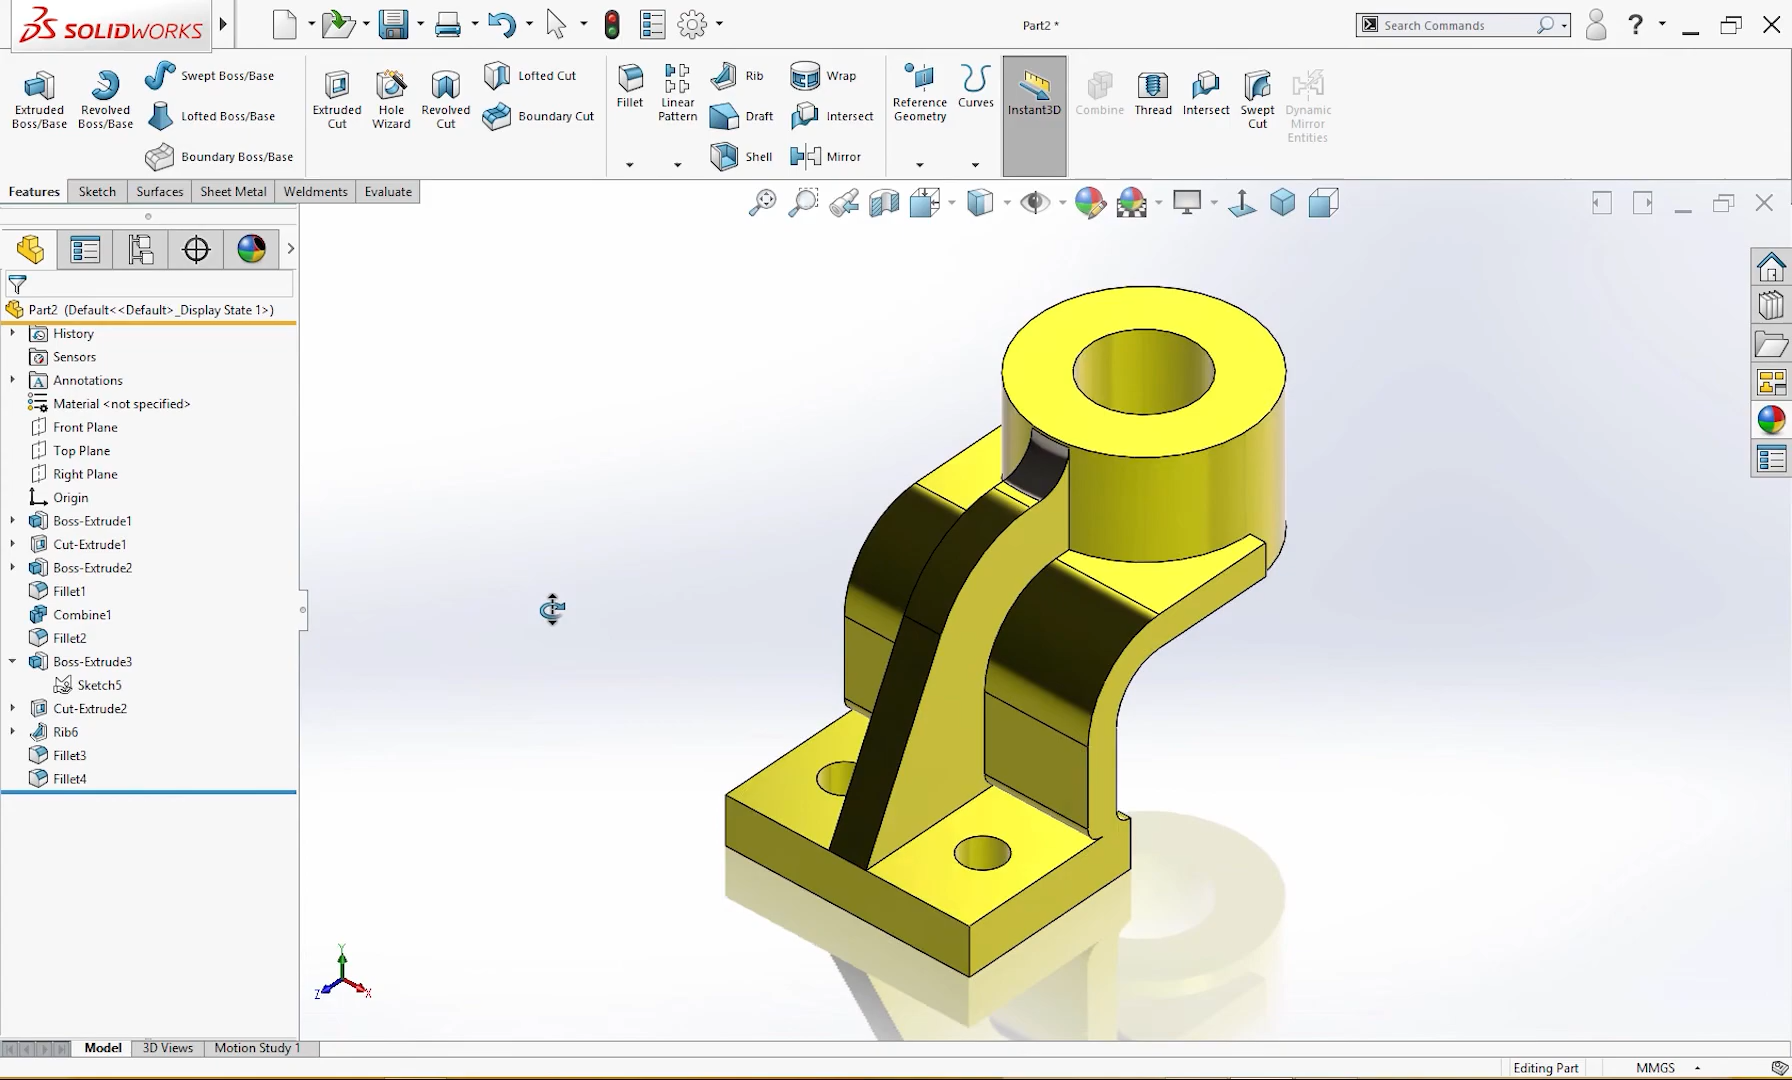 SOLIDWORKS
Part2 *
Search Commands
?
Extruded Boss/Base
Revolved Boss/Base
Swept Boss/Base
Lofted Boss/Base
Boundary Boss/Base
Extruded Cut
Hole Wizard
Revolved Cut
Lofted Cut
Boundary Cut
Fillet
Linear Pattern
Rib
Draft
Shell
Wrap
Intersect
Mirror
Reference Geometry
Curves
Instant3D
Combine
Thread
Intersect
Swept Cut
Dynamic Mirror Entities
Features
Sketch
Surfaces
Sheet Metal
Weldments
Evaluate
Part2 (Default<<Default>_Display State 1>)
History
Sensors
Annotations
Material <not specified>
Front Plane
Top Plane
Right Plane
Origin
Boss-Extrude1
Cut-Extrude1
Boss-Extrude2
Fillet1
Combine1
Fillet2
Boss-Extrude3
Sketch5
Cut-Extrude2
Rib6
Fillet3
Fillet4
Y
Z
X
Model
3D Views
Motion Study 1
Editing Part
MMGS